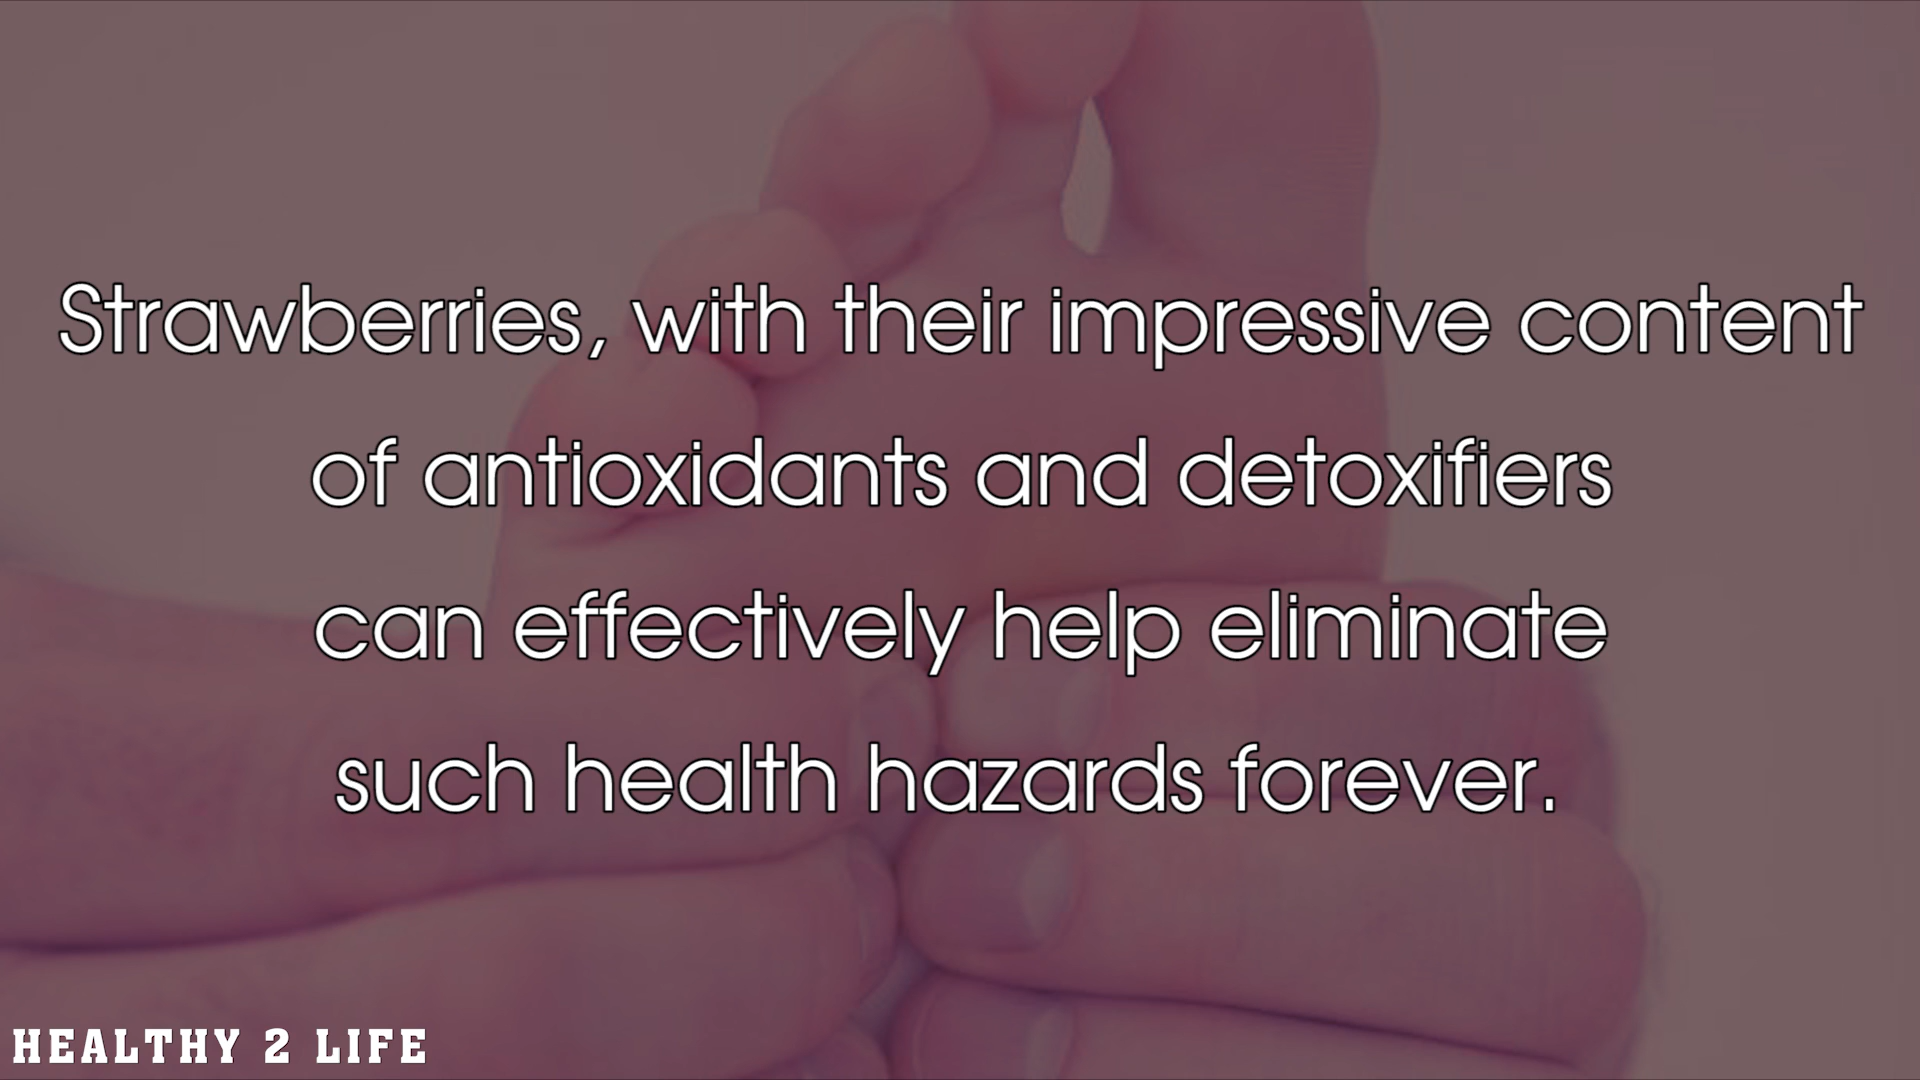 Strawberries, with their impressive content
of antioxidants and detoxifiers
can effectively help eliminate
such health hazards forever.
HEALTHY 2 LIFE